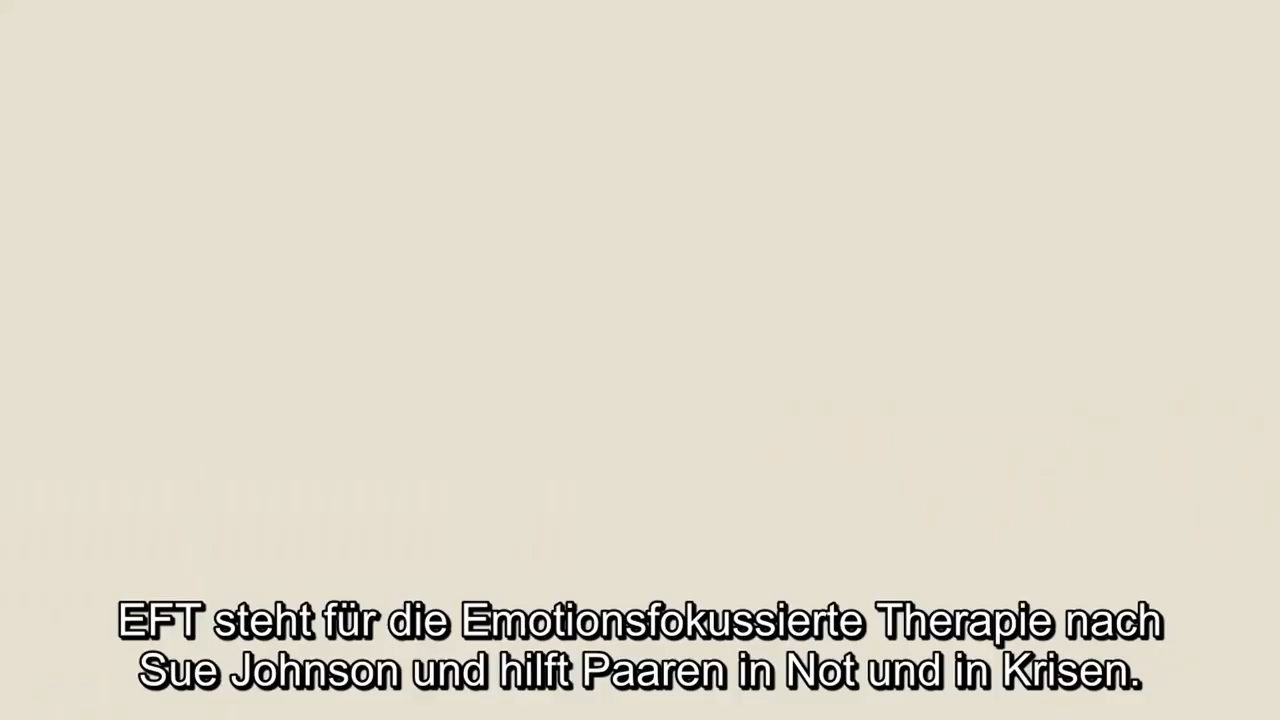 EFT steht für die Emotionsfokussierte Therapie nach
Sue Johnson und hilft Paaren in Not und in Krisen.